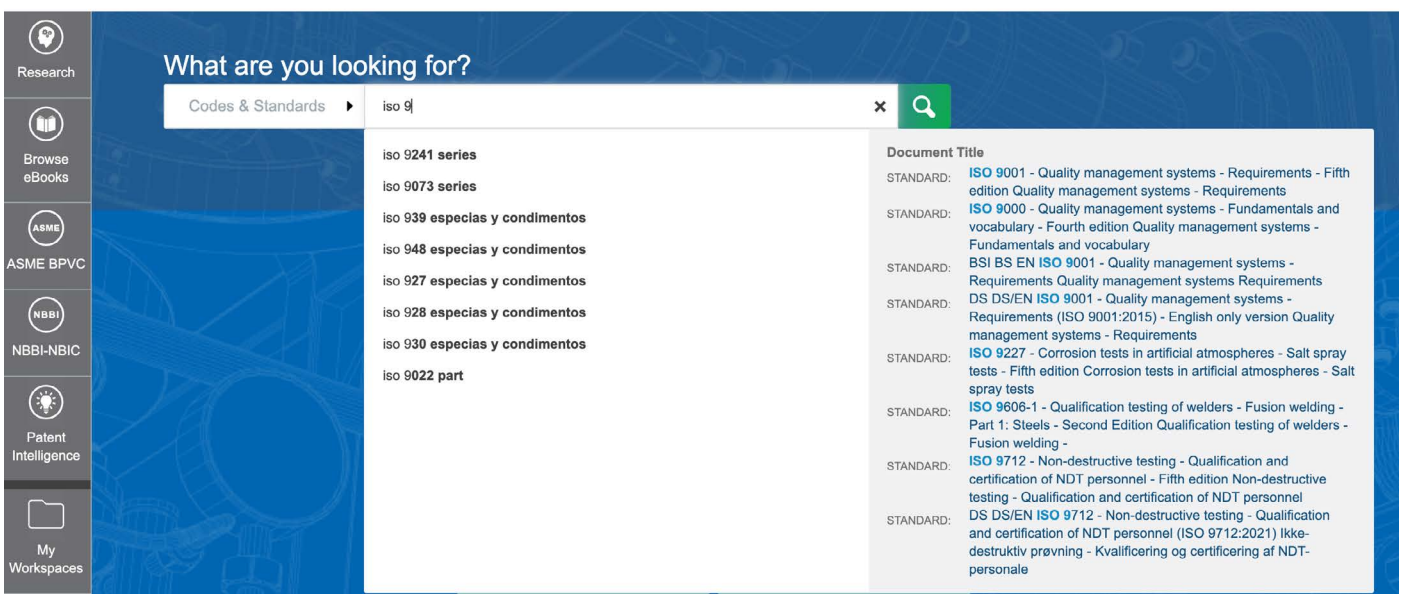 Research
Browse
eBooks
ASME
ASME BPVC
NBBI
NBBI-NBIC
Patent
Intelligence
My
Workspaces
What are you looking for?
Codes & Standards
iso 9
iso 9241 series
iso 9073 series
iso 939 especias y condimentos
iso 948 especias y condimentos
iso 927 especias y condimentos
iso 928 especias y condimentos
iso 930 especias y condimentos
iso 9022 part
Document Title
STANDARD: ISO 9001 - Quality management systems - Requirements - Fifth
edition Quality management systems - Requirements
STANDARD: ISO 9000 - Quality management systems - Fundamentals and
vocabulary - Fourth edition Quality management systems -
Fundamentals and vocabulary
STANDARD: BSI BS EN ISO 9001 - Quality management systems -
Requirements Quality management systems Requirements
STANDARD: DS DS/EN ISO 9001 - Quality management systems -
Requirements (ISO 9001:2015) - English only version Quality
management systems - Requirements
STANDARD: ISO 9227 - Corrosion tests in artificial atmospheres - Salt spray
tests - Fifth edition Corrosion tests in artificial atmospheres - Salt
spray tests
STANDARD: ISO 9606-1 - Qualification testing of welders - Fusion welding -
Part 1: Steels - Second Edition Qualification testing of welders -
Fusion welding -
STANDARD: ISO 9712 - Non-destructive testing - Qualification and
certification of NDT personnel - Fifth edition Non-destructive
testing - Qualification and certification of NDT personnel
STANDARD: DS DS/EN ISO 9712 - Non-destructive testing - Qualification
and certification of NDT personnel (ISO 9712:2021) Ikke-
destruktiv prøvning - Kvalificering og certificering af NDT-
personale